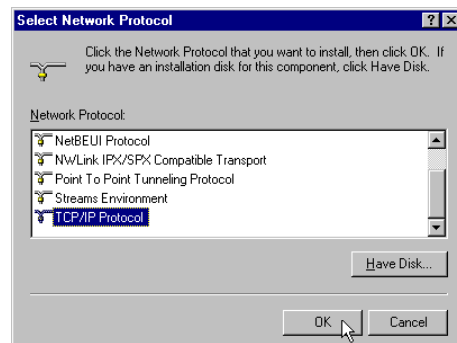 Select Network Protocol
Click the Network Protocol that you want to install, then click OK. If
you have an installation disk for this component, click Have Disk.
Network Protocol:
NetBEUI Protocol
NWLink IPX/SPX Compatible Transport
Point To Point Tunneling Protocol
Streams Environment
TCP/IP Protocol
Have Disk...
OK
Cancel